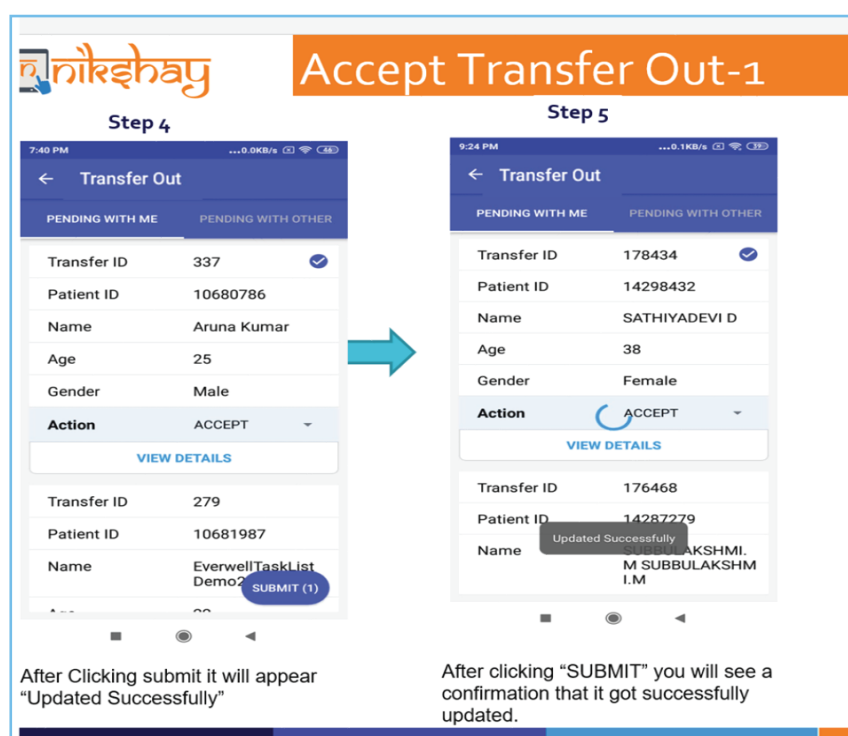 nikshay
Accept Transfer Out-1
Step 4
7:40 PM ...0.0KB/s 46
← Transfer Out
PENDING WITH ME PENDING WITH OTHER
Transfer ID 337
Patient ID 10680786
Name Aruna Kumar
Age 25
Gender Male
Action ACCEPT
VIEW DETAILS
Transfer ID 279
Patient ID 10681987
Name EverwellTaskList
Demo2
SUBMIT (1)
After Clicking submit it will appear
“Updated Successfully”
Step 5
9:24 PM ...0.1KB/s 39
← Transfer Out
PENDING WITH ME PENDING WITH OTHER
Transfer ID 178434
Patient ID 14298432
Name SATHIYADEVI D
Age 38
Gender Female
Action ACCEPT
VIEW DETAILS
Transfer ID 176468
Patient ID 14287279
Updated Successfully
Name SUBBULAKSHMI.
M SUBBULAKSHM
I.M
After clicking “SUBMIT” you will see a
confirmation that it got successfully
updated.